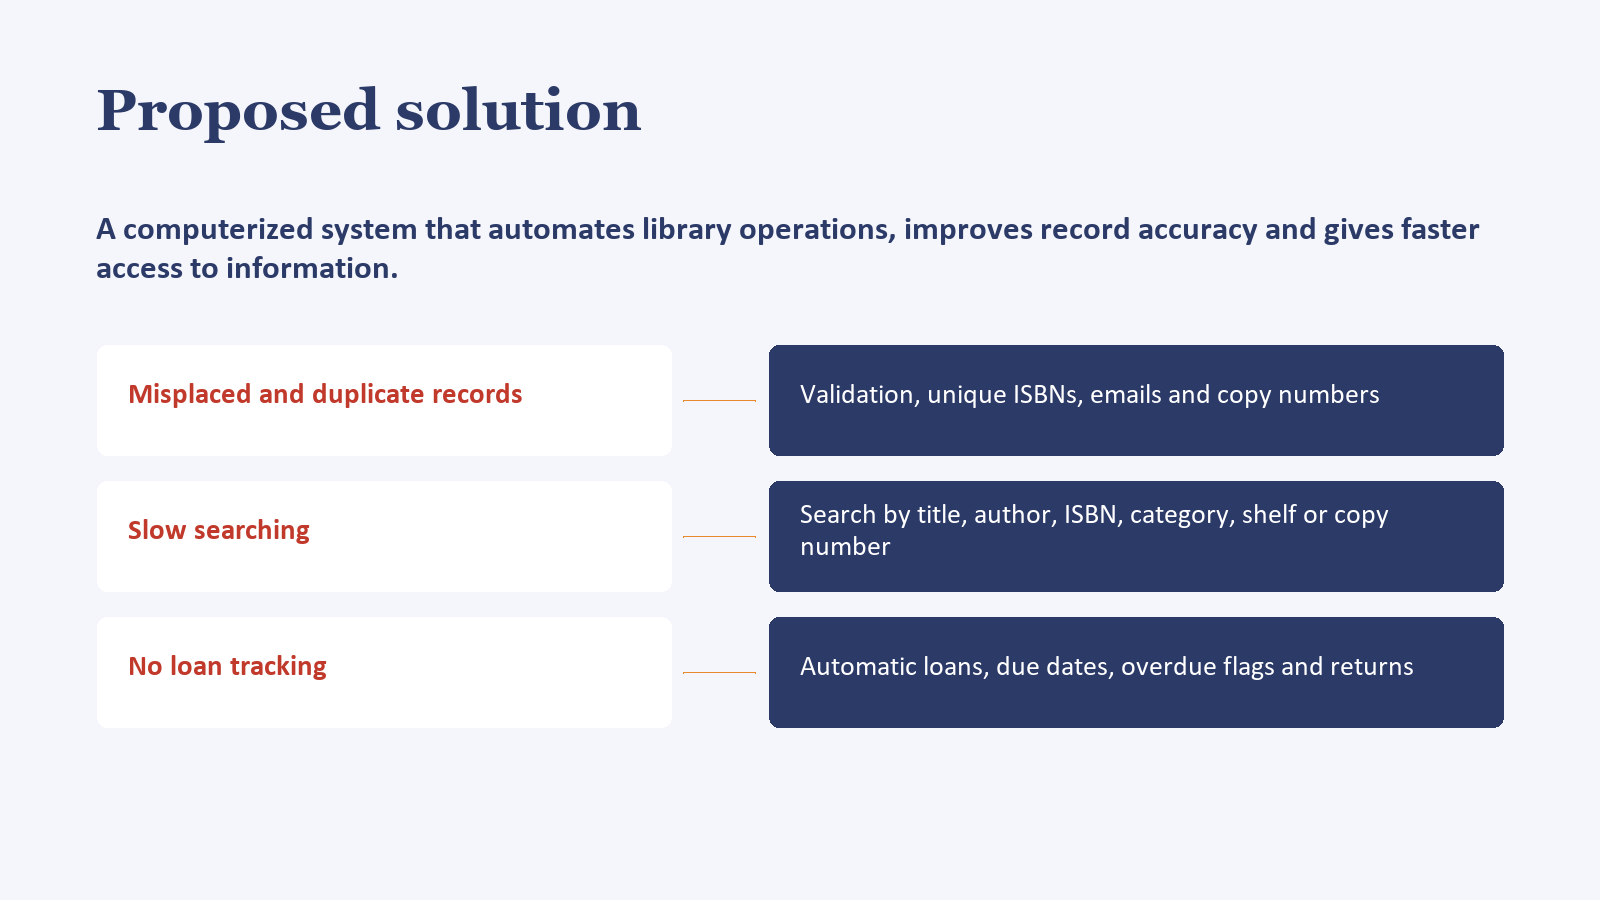 Proposed solution
A computerized system that automates library operations, improves record accuracy and gives faster
access to information.
Misplaced and duplicate records
Validation, unique ISBNs, emails and copy numbers
Slow searching
Search by title, author, ISBN, category, shelf or copy
number
No loan tracking
Automatic loans, due dates, overdue flags and returns